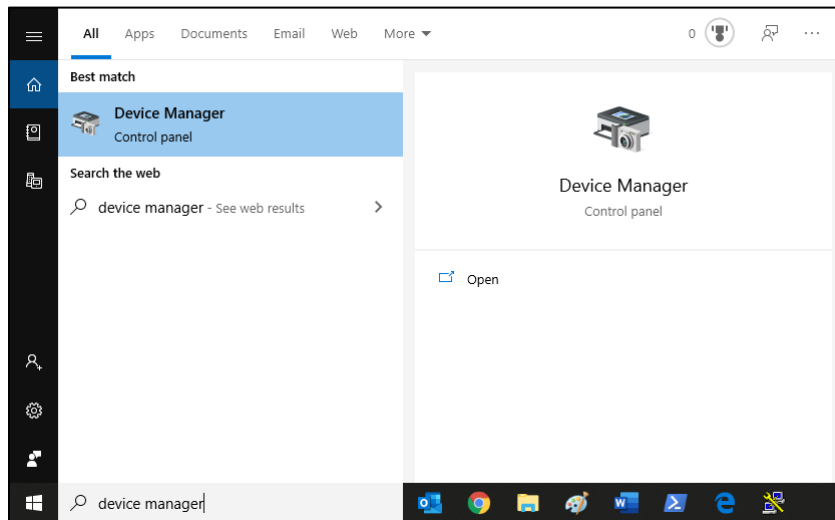 All Apps Documents Email Web More 0 ...
Best match
Device Manager
Control panel
Search the web
device manager - See web results
Device Manager
Control panel
Open
device manager